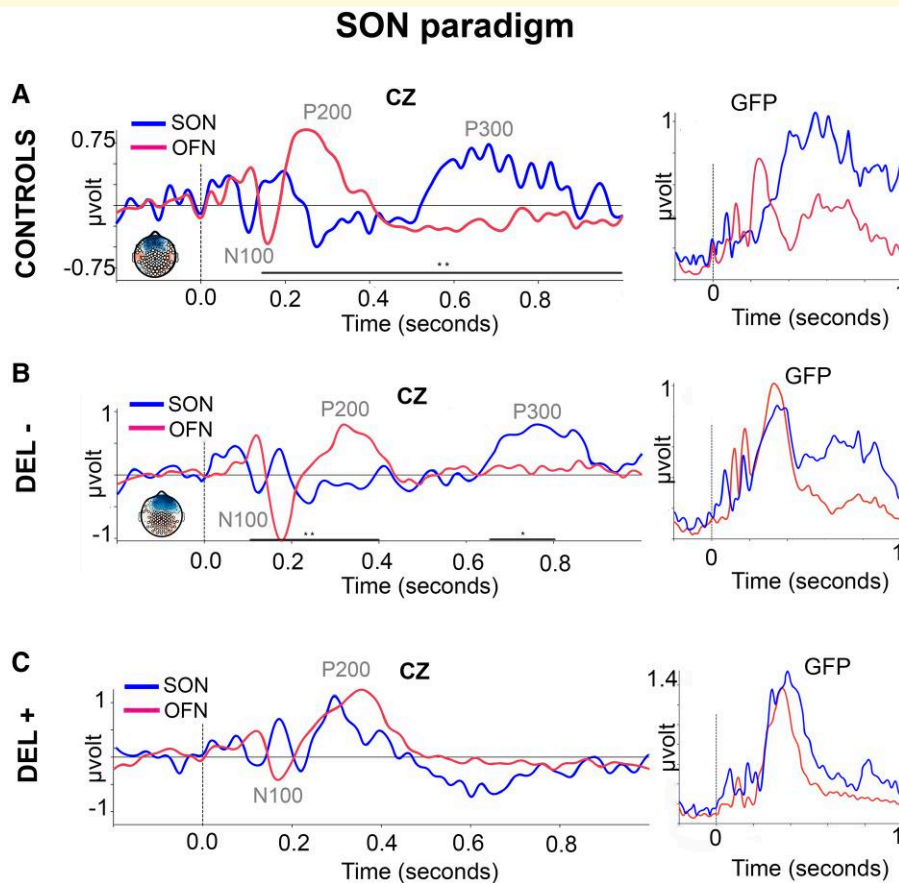 SON paradigm
A
CONTROLS
CZ
SON
OFN
P200
P300
N100
0.75
µvolt
-0.75
**
0.0 0.2 0.4 0.6 0.8
Time (seconds)
GFP
1
µvolt
0 1
Time (seconds)
B
DEL -
CZ
SON
OFN
P200
P300
N100
1
µvolt
-1
** *
0.0 0.2 0.4 0.6 0.8
Time (seconds)
GFP
1
µvolt
0 1
Time (seconds)
C
DEL +
CZ
SON
OFN
P200
N100
1
µvolt
-1
0.0 0.2 0.4 0.6 0.8
Time (seconds)
GFP
1.4
µvolt
0 1
Time (seconds)